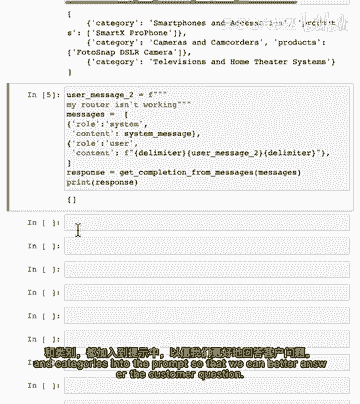 [
{'category': 'Smartphones and Accessories', 'product
s': ['SmartX ProPhone']},
{'category': 'Cameras and Camcorders', 'products':
['FotoSnap DSLR Camera']},
{'category': 'Televisions and Home Theater Systems'}
]
In [5]:
user_message_2 = f"""
my router isn't working"""
messages =  [
{'role':'system',
'content': system_message},
{'role':'user',
'content': f"{delimiter}{user_message_2}{delimiter}"},
]
response = get_completion_from_messages(messages)
print(response)
[]
In [ ]:
In [ ]:
In [ ]:
In [ ]:
In [ ]:
In [ ]:
和类别，都加入到提示中，以便我们更好地回答客户问题。
and categories into the prompt so that we can better answ
er the customer question.
In [ ]:
In [ ]: